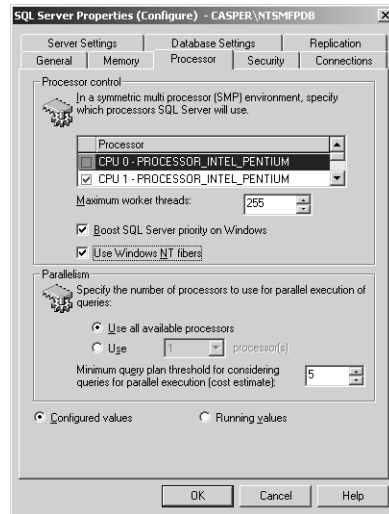 SQL Server Properties (Configure) - CASPER\NTSMFPDB
Server Settings Database Settings Replication
General Memory Processor Security Connections
Processor control
In a symmetric multi processor (SMP) environment, specify
which processors SQL Server will use.
Processor
CPU 0 - PROCESSOR_INTEL_PENTIUM
CPU 1 - PROCESSOR_INTEL_PENTIUM
Maximum worker threads: 255
Boost SQL Server priority on Windows
Use Windows NT fibers
Parallelism
Specify the number of processors to use for parallel execution of
queries:
Use all available processors
Use 1 processor(s)
Minimum query plan threshold for considering
queries for parallel execution (cost estimate): 5
Configured values Running values
OK Cancel Help